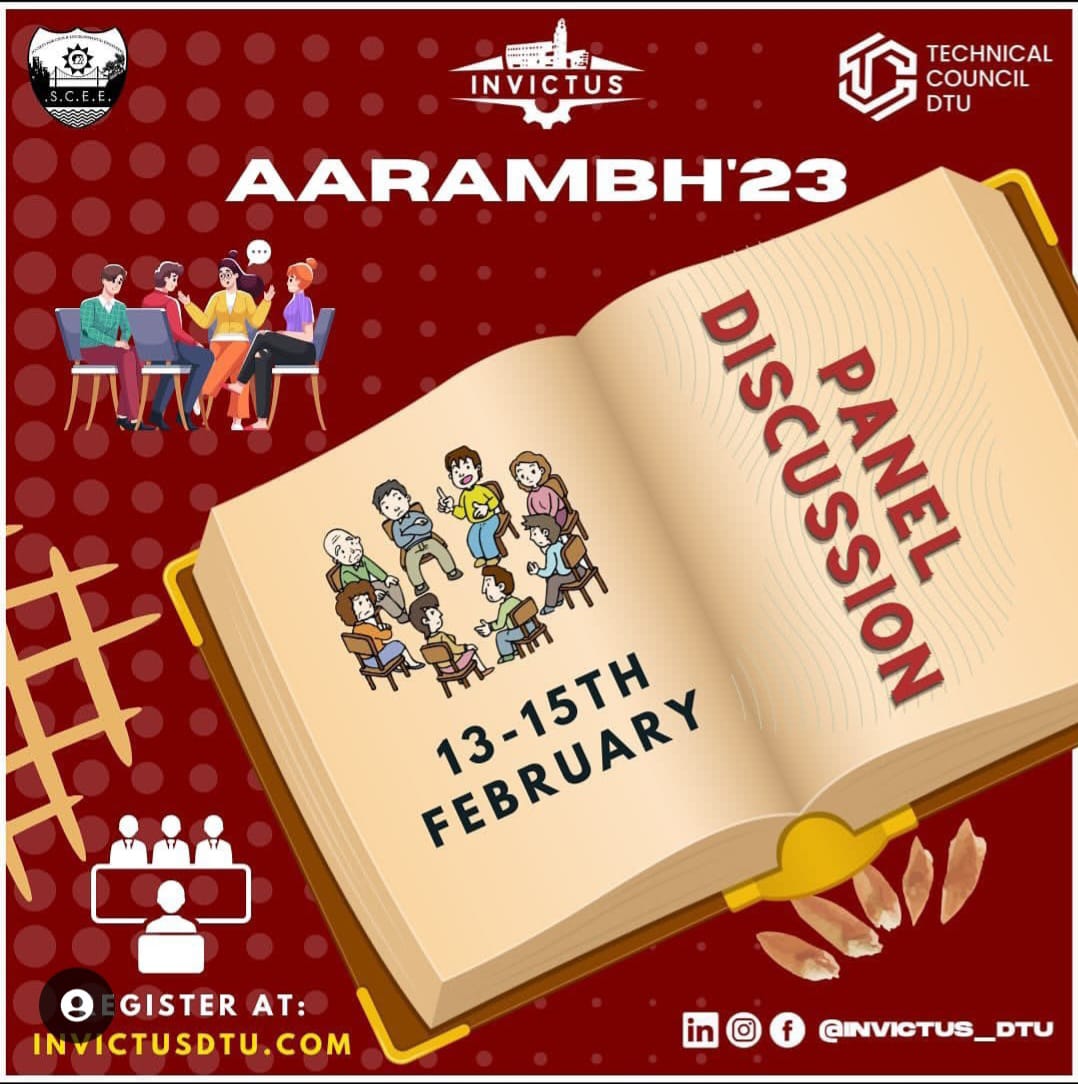 .S.C.E.E.
INVICTUS
TECHNICAL
COUNCIL
DTU
AARAMBH'23
PANEL
DISCUSSION
13-15TH
FEBRUARY
EGISTER AT:
INVICTUSDTU.COM
@INVICTUS_DTU